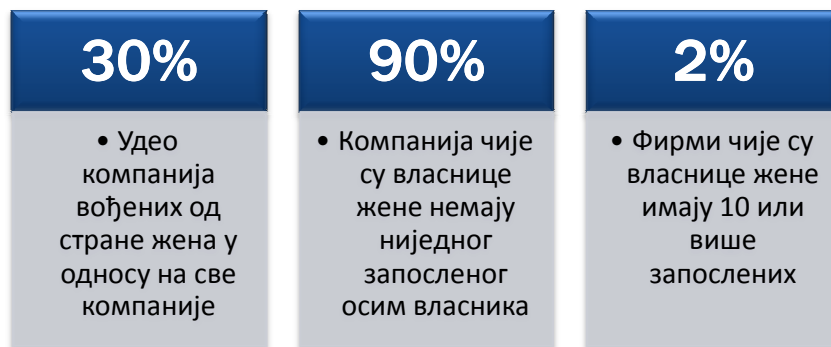 30%
• Удео
компанија
вођених од
стране жена у
односу на све
компаније
90%
• Компанија чије
су власнице
жене немају
ниједног
запосленог
осим власника
2%
• Фирми чије су
власнице жене
имају 10 или
више
запослених